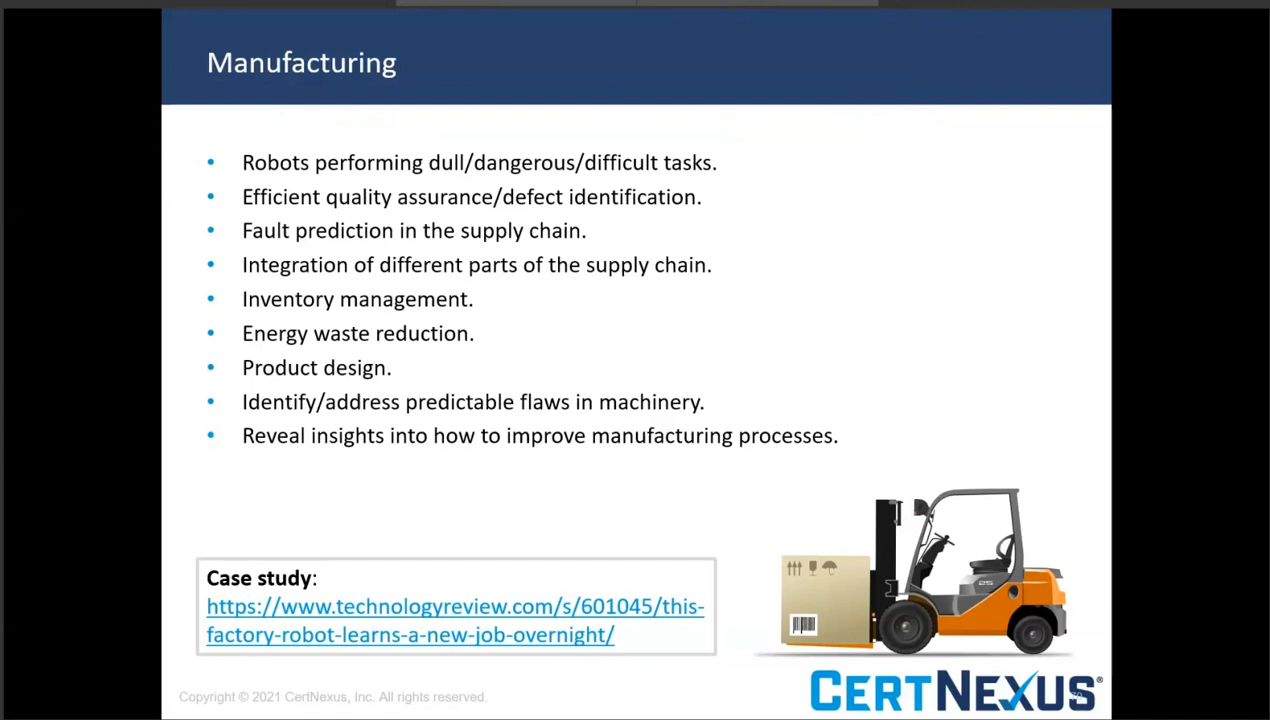 Manufacturing
• Robots performing dull/dangerous/difficult tasks.
• Efficient quality assurance/defect identification.
• Fault prediction in the supply chain.
• Integration of different parts of the supply chain.
• Inventory management.
• Energy waste reduction.
• Product design.
• Identify/address predictable flaws in machinery.
• Reveal insights into how to improve manufacturing processes.
Case study:
https://www.technologyreview.com/s/601045/this-
factory-robot-learns-a-new-job-overnight/
25
Copyright © 2021 CertNexus, Inc. All rights reserved.
CERTNEXUS®